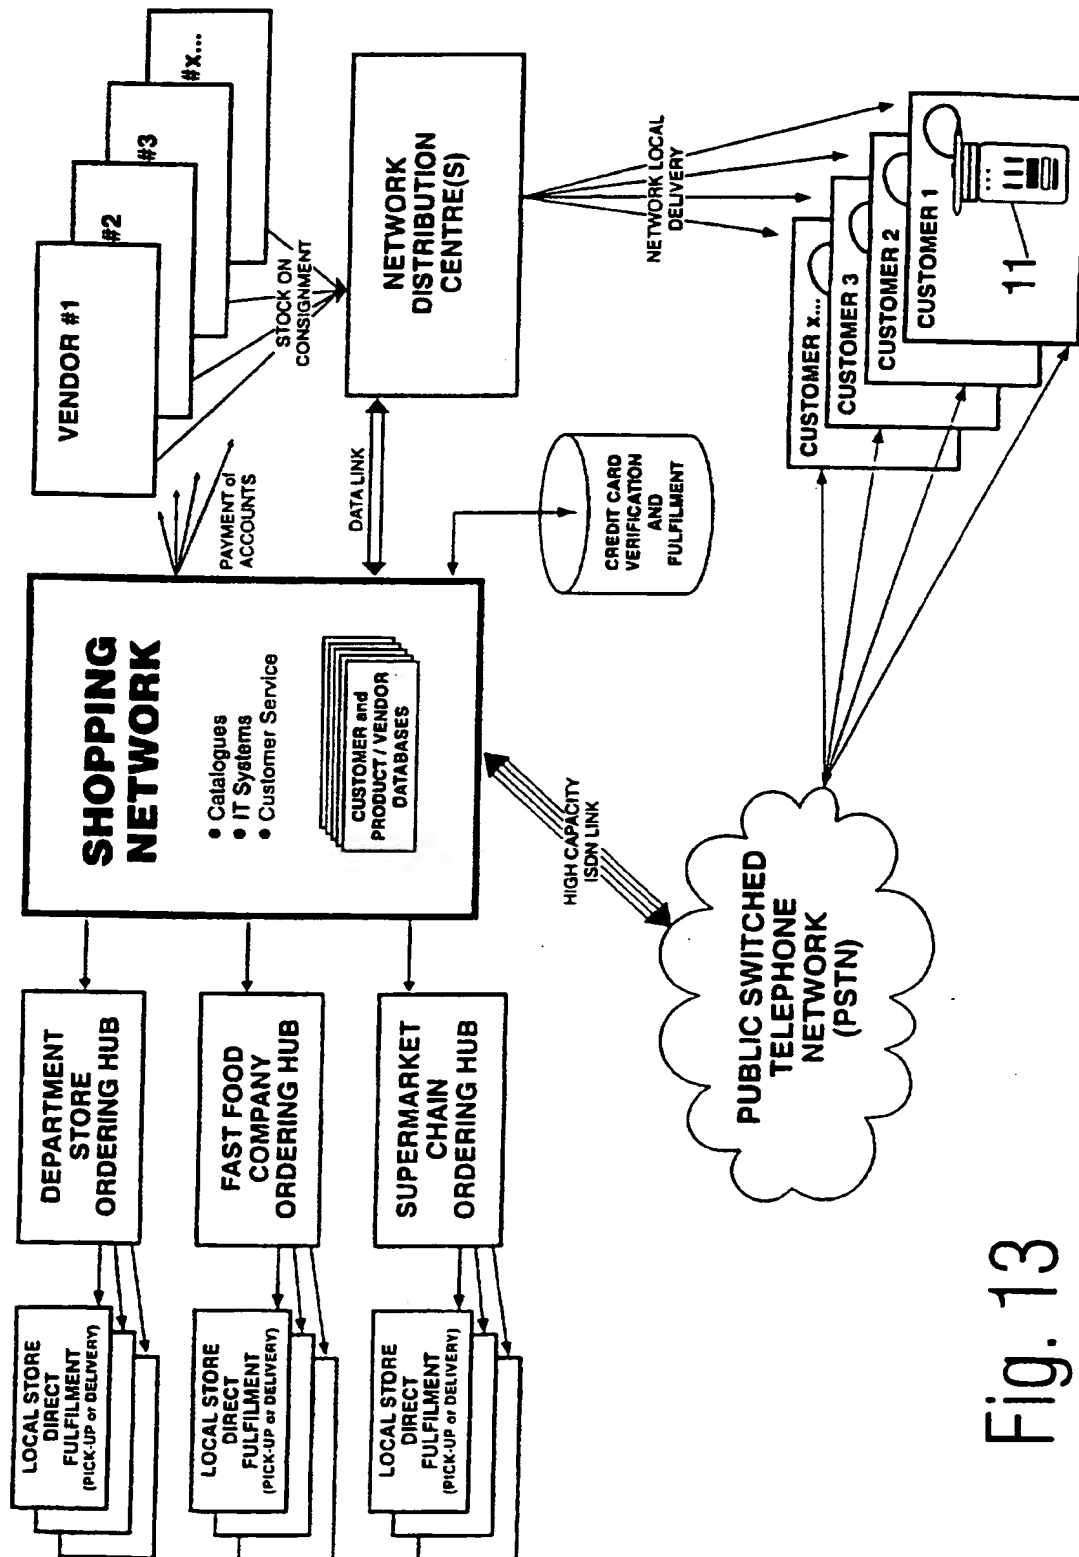 VENDOR #1
#2
#3
#x...
STOCK ON
CONSIGNMENT
PAYMENT of
ACCOUNTS
NETWORK
DISTRIBUTION
CENTRE(S)
DATA LINK
SHOPPING
NETWORK
• Catalogues
• IT Systems
• Customer Service
CUSTOMER and
PRODUCT / VENDOR
DATABASES
CREDIT CARD
VERIFICATION
AND
FULFILMENT
NETWORK LOCAL
DELIVERY
CUSTOMER x...
CUSTOMER 3
CUSTOMER 2
CUSTOMER 1
11
HIGH CAPACITY
ISDN LINK
PUBLIC SWITCHED
TELEPHONE
NETWORK
(PSTN)
DEPARTMENT
STORE
ORDERING HUB
FAST FOOD
COMPANY
ORDERING HUB
SUPERMARKET
CHAIN
ORDERING HUB
LOCAL STORE
DIRECT
FULFILMENT
(PICK-UP or DELIVERY)
LOCAL STORE
DIRECT
FULFILMENT
(PICK-UP or DELIVERY)
LOCAL STORE
DIRECT
FULFILMENT
(PICK-UP or DELIVERY)
Fig. 13